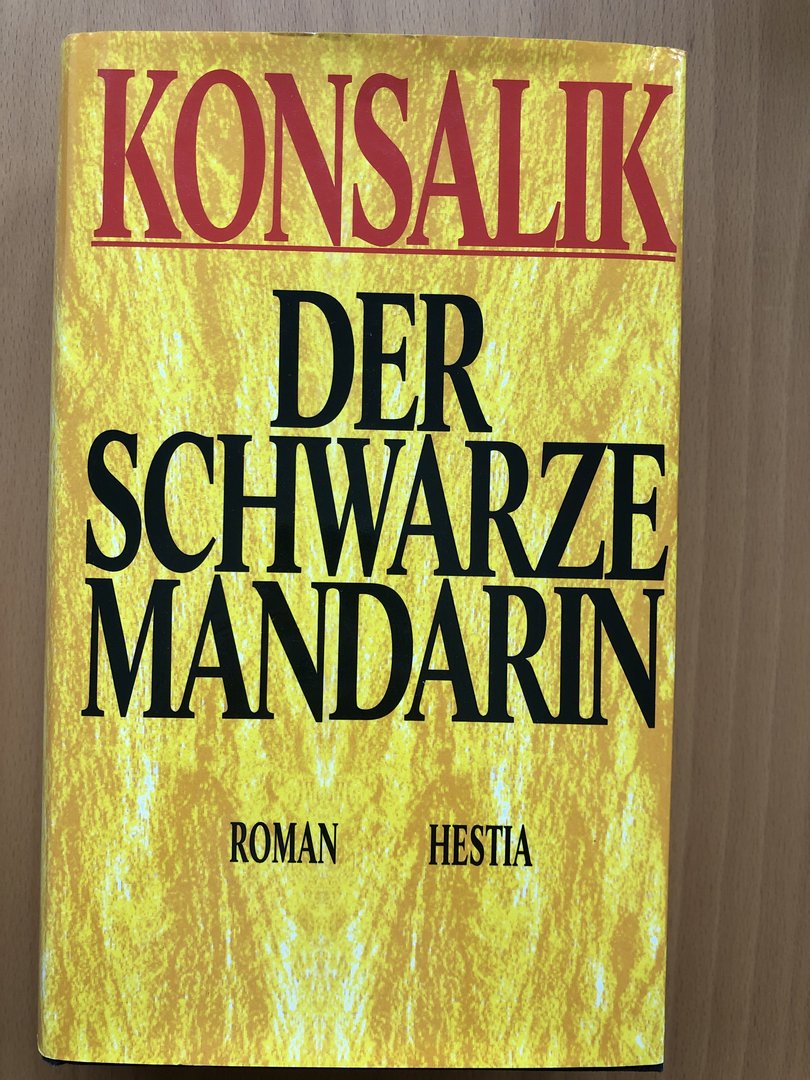 KONSALIK
DER
SCHWARZE
MANDARIN
ROMAN HESTIA